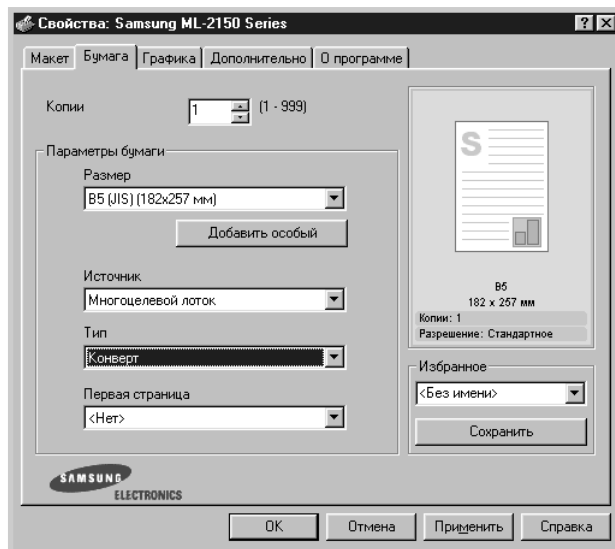 Свойства: Samsung ML-2150 Series
Макет Бумага Графика Дополнительно О программе
Копии 1 (1 - 999)
Параметры бумаги
Размер
B5 (JIS) (182x257 мм)
Добавить особый
Источник
Многоцелевой лоток
Тип
Конверт
Первая страница
<Нет>
S
B5
182 x 257 мм
Копии: 1
Разрешение: Стандартное
Избранное
<Без имени>
Сохранить
SAMSUNG
ELECTRONICS
OK Отмена Применить Справка